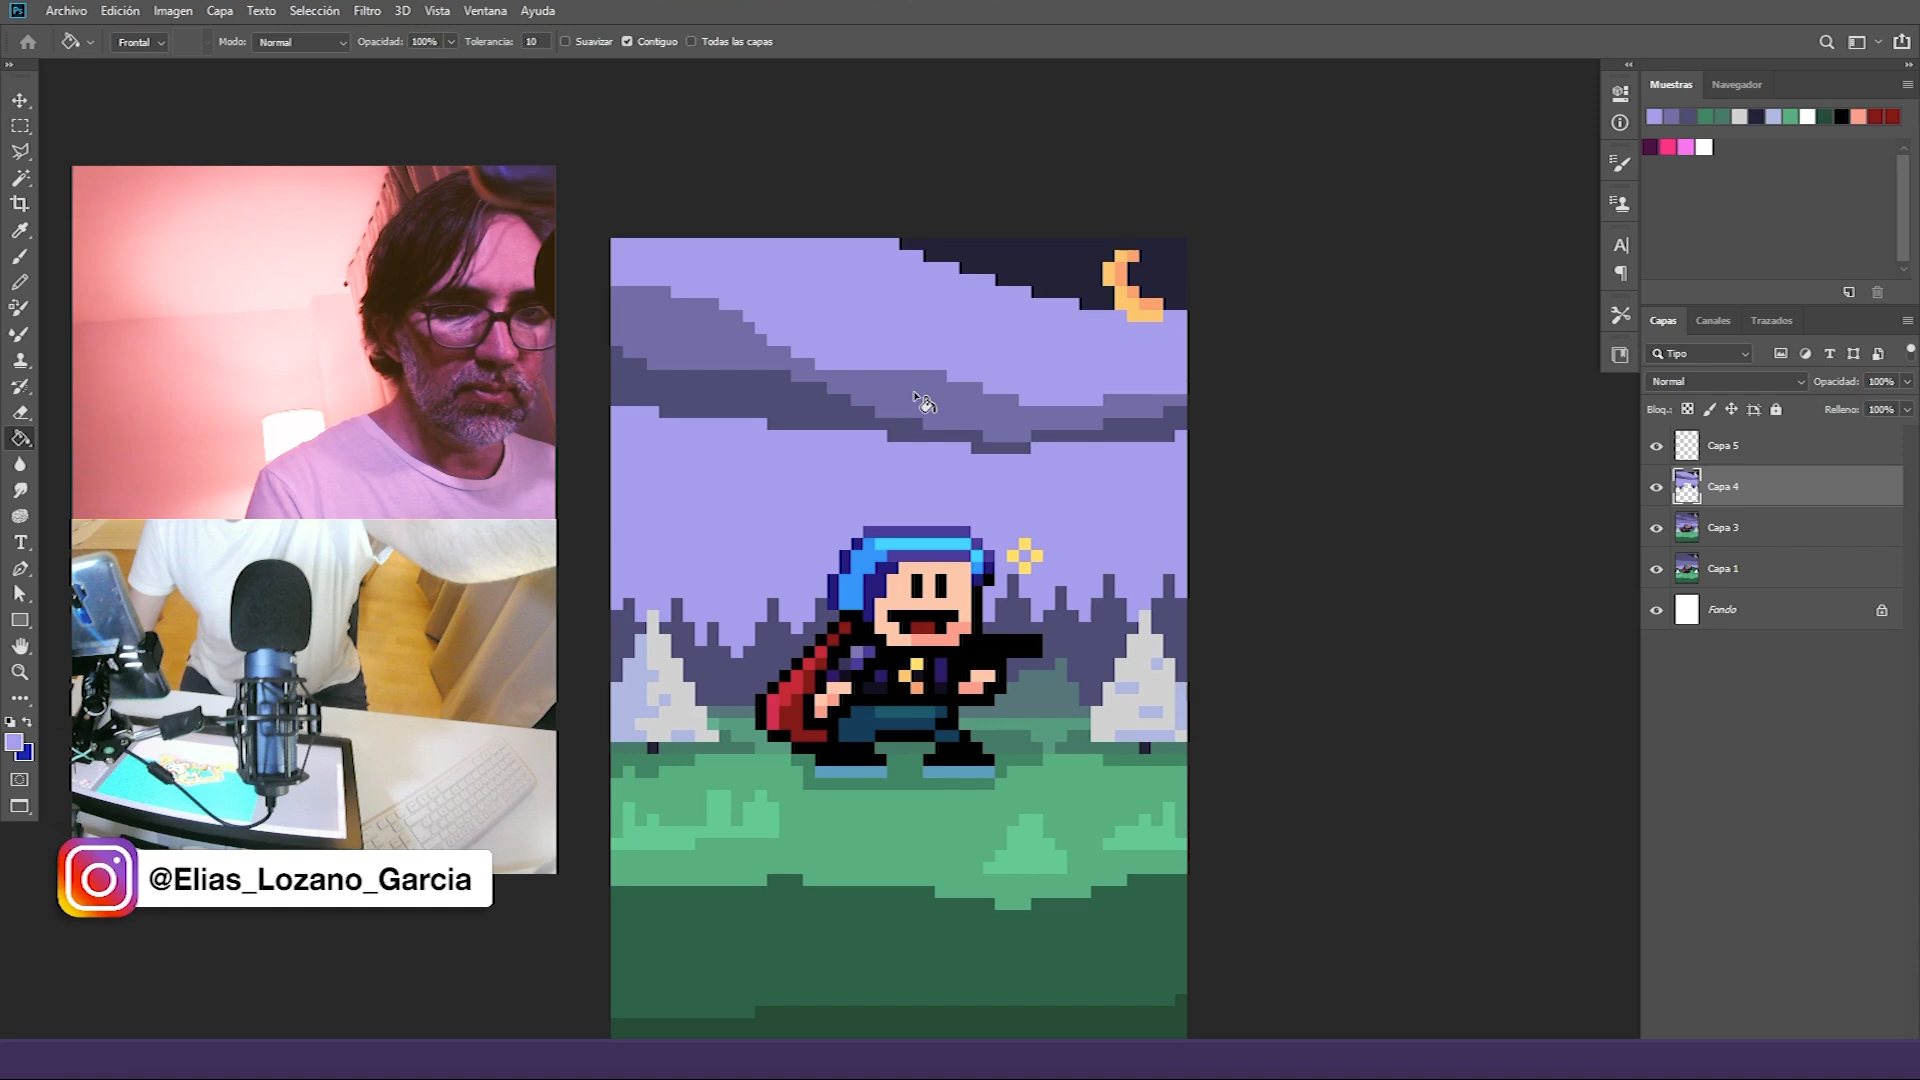 Ps Archivo Edición Imagen Capa Texto Selección Filtro 3D Vista Ventana Ayuda
Frontal Modo: Normal Opacidad: 100% Tolerancia: 10 Suavizar Contiguo Todas las capas
Muestras Navegador
Capas Canales Trazados
Tipo
Normal Opacidad: 100%
Bloq.: Relleno: 100%
Capa 5
Capa 4
Capa 3
Capa 1
Fondo
@Elias_Lozano_Garcia